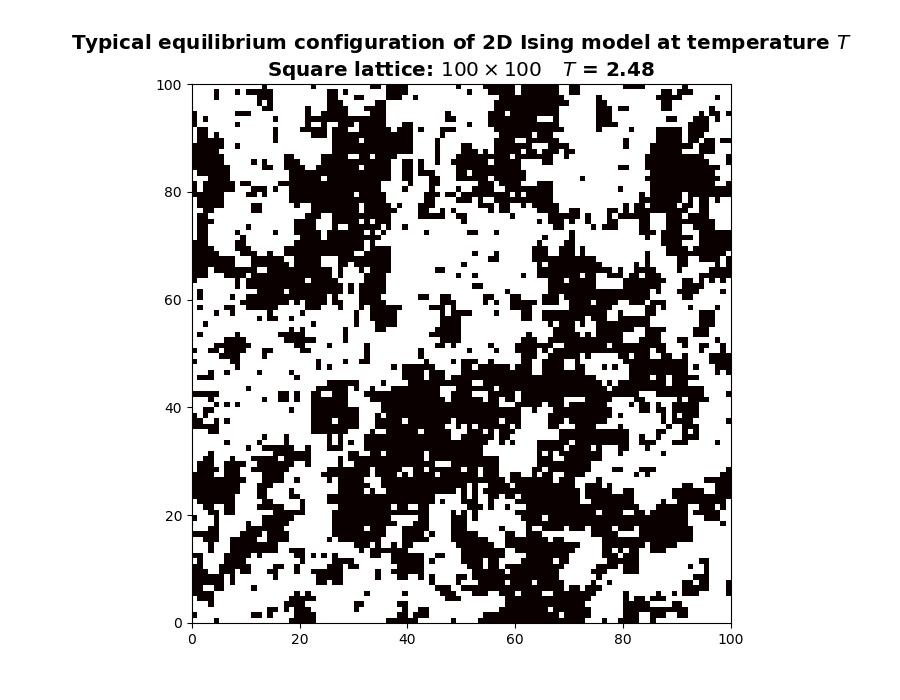 Typical equilibrium configuration of 2D Ising model at temperature T
Square lattice: 100 × 100 T = 2.48
100
80
60
40
20
0
0 20 40 60 80 100